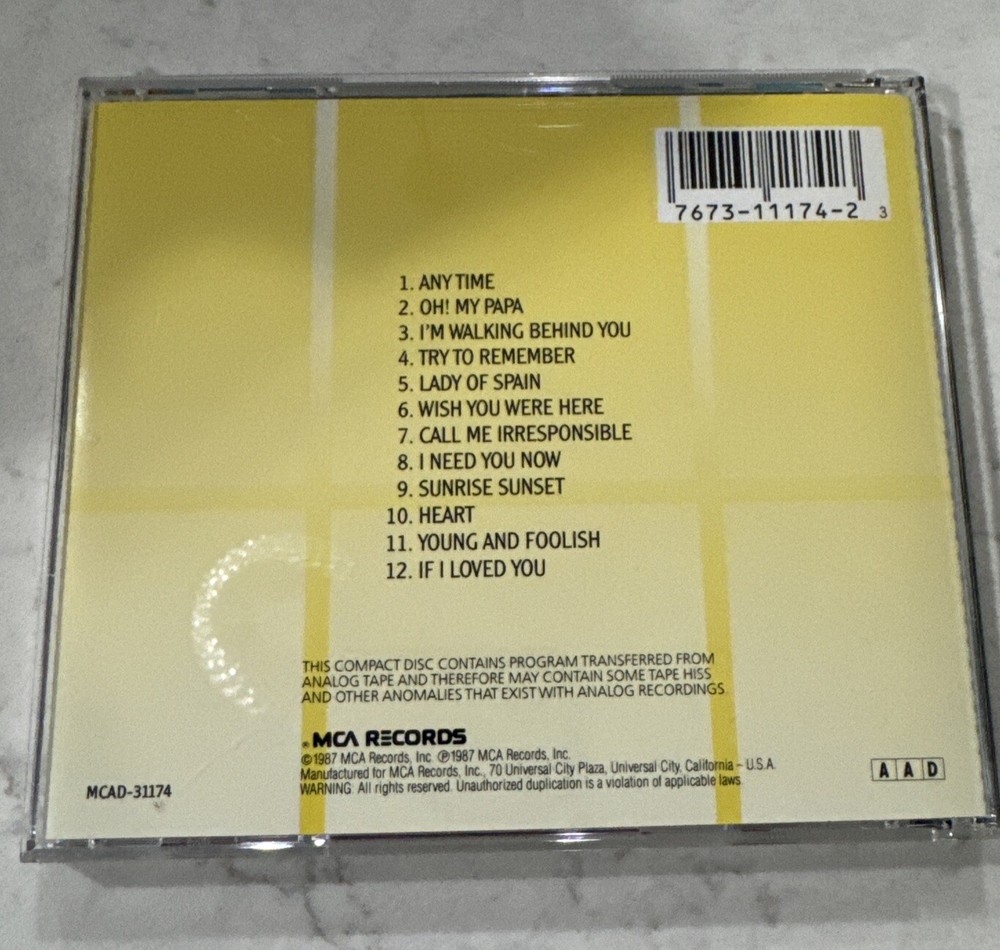 7673-11174-2 3
1. ANY TIME
2. OH! MY PAPA
3. I'M WALKING BEHIND YOU
4. TRY TO REMEMBER
5. LADY OF SPAIN
6. WISH YOU WERE HERE
7. CALL ME IRRESPONSIBLE
8. I NEED YOU NOW
9. SUNRISE SUNSET
10. HEART
11. YOUNG AND FOOLISH
12. IF I LOVED YOU
THIS COMPACT DISC CONTAINS PROGRAM TRANSFERRED FROM
ANALOG TAPE AND THEREFORE MAY CONTAIN SOME TAPE HISS
AND OTHER ANOMALIES THAT EXIST WITH ANALOG RECORDINGS.
® MCA RECORDS
©1987 MCA Records, Inc. ℗1987 MCA Records, Inc.
Manufactured for MCA Records, Inc., 70 Universal City Plaza, Universal City, California – U.S.A.
WARNING: All rights reserved. Unauthorized duplication is a violation of applicable laws.
MCAD-31174
A A D